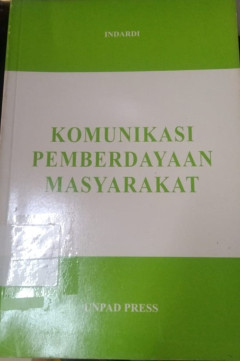 INDARDI
KOMUNIKASI
PEMBERDAYAAN
MASYARAKAT
UNPAD PRESS